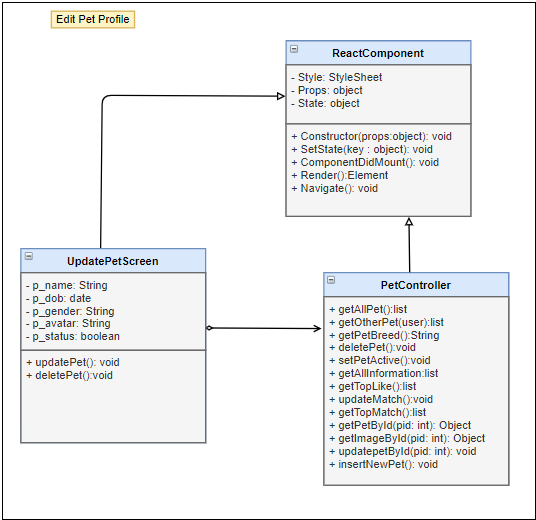 Edit Pet Profile
ReactComponent
- Style: StyleSheet
- Props: object
- State: object
+ Constructor(props:object): void
+ SetState(key : object): void
+ ComponentDidMount(): void
+ Render():Element
+ Navigate(): void
UpdatePetScreen
- p_name: String
- p_dob: date
- p_gender: String
- p_avatar: String
- p_status: boolean
+ updatePet(): void
+ deletePet():void
PetController
+ getAllPet():list
+ getOtherPet(user):list
+ getPetBreed():String
+ deletePet():void
+ setPetActive():void
+ getAllInformation:list
+ getTopLike():list
+ updateMatch():void
+ getTopMatch():list
+ getPetById(pid: int): Object
+ getImageById(pid: int): Object
+ updatepetById(pid: int): void
+ insertNewPet(): void